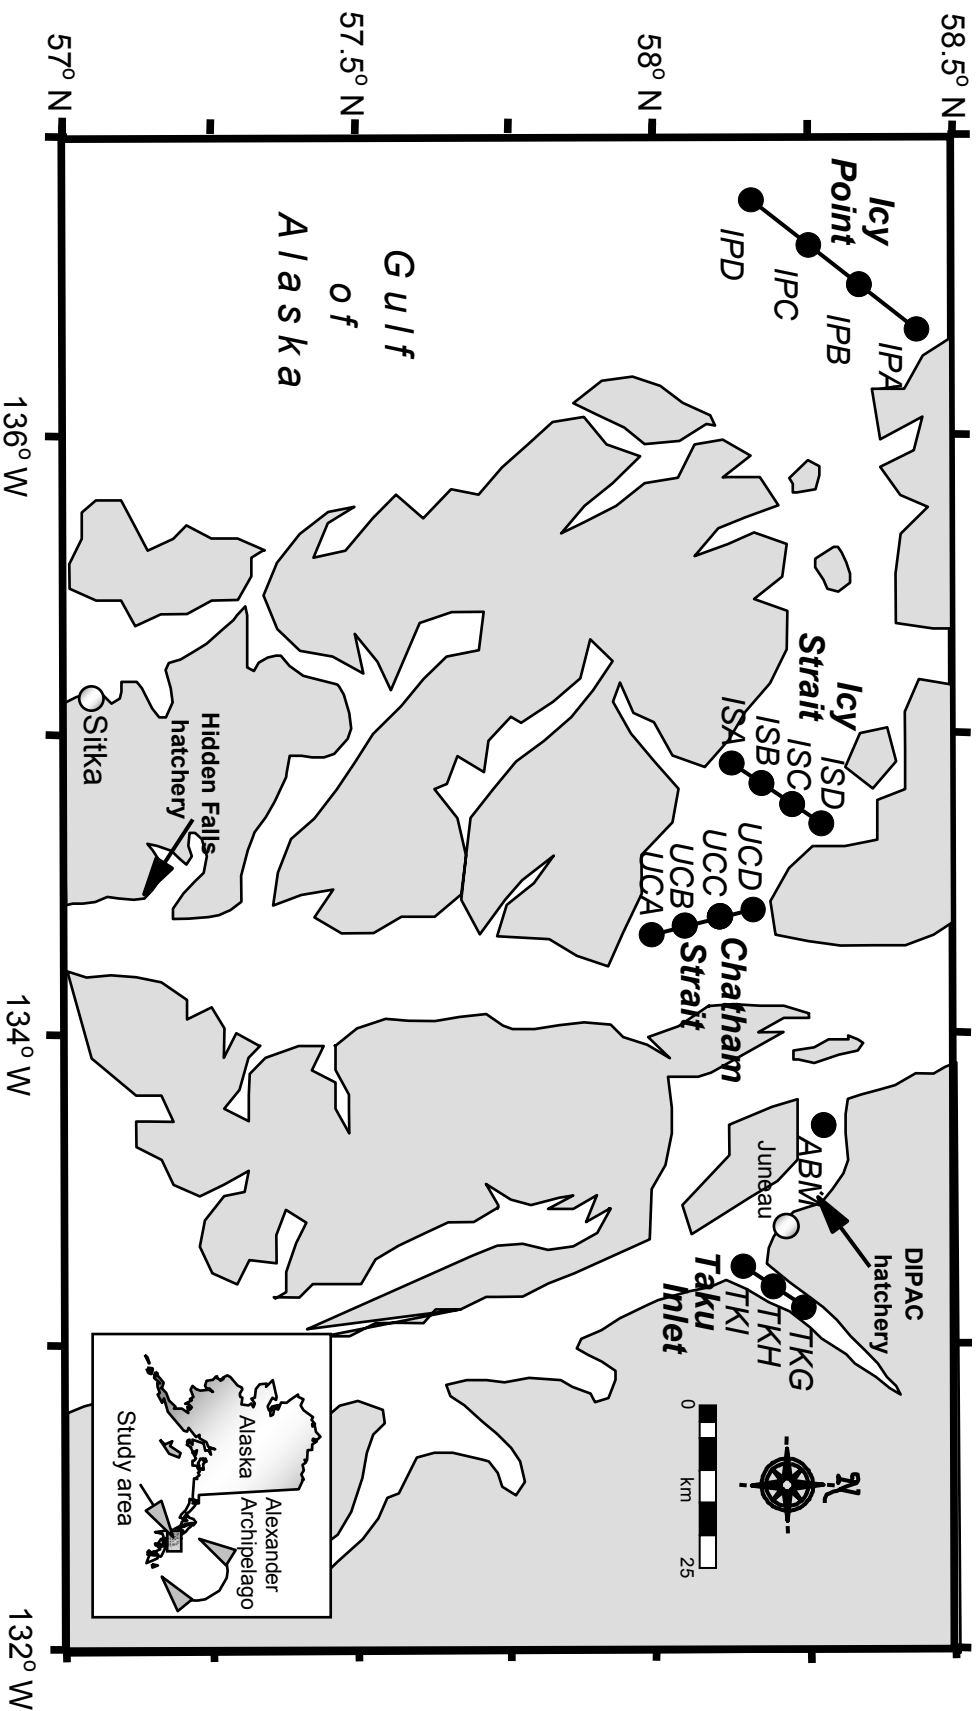 58.5° N
58° N
57.5° N
57° N
Icy
Point
IPA
IPB
IPC
IPD
Gulf
of
Alaska
Icy
Strait
ISD
ISC
ISB
ISA
UCD
UCC
UCB
UCA
Chatham
Strait
Hidden Falls
hatchery
Sitka
ABM
Juneau
DIPAC
hatchery
TKG
TKH
TKI
Taku
Inlet
N
0
km
25
Alaska
Alexander
Archipelago
Study area
136° W
134° W
132° W